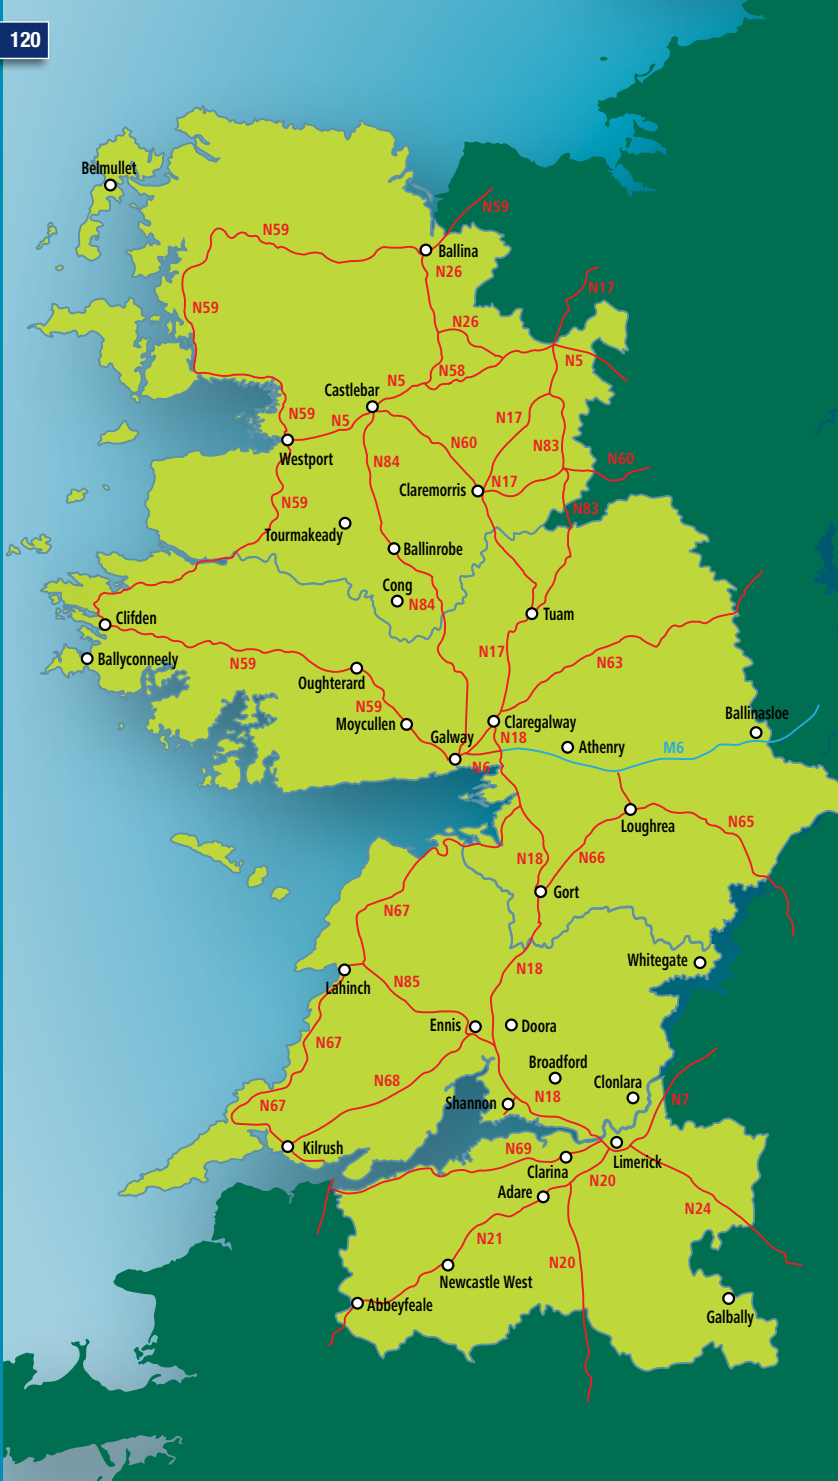 120
Belmullet
N59
N59
Ballina
N26
N17
N59
N26
N5
N58
N5
Castlebar
N59
N5
N17
N60
N83
Westport
N84
N60
N17
Claremorris
N59
N83
Tourmakeady
Ballinrobe
Cong
N84
Clifden
Tuam
Ballyconneely
N59
N17
N63
Oughterard
N59
Moycullen
Claregalway
Ballinasloe
Galway
N18
Athenry
M6
N6
Loughrea
N65
N18
N66
Gort
N67
Whitegate
N18
Lahinch
N85
Ennis
Doora
N67
Broadford
N68
Clonlara
N18
N7
Shannon
N67
Kilrush
N69
Limerick
Clarina
N20
Adare
N24
N21
N20
Newcastle West
Abbeyfeale
Galbally